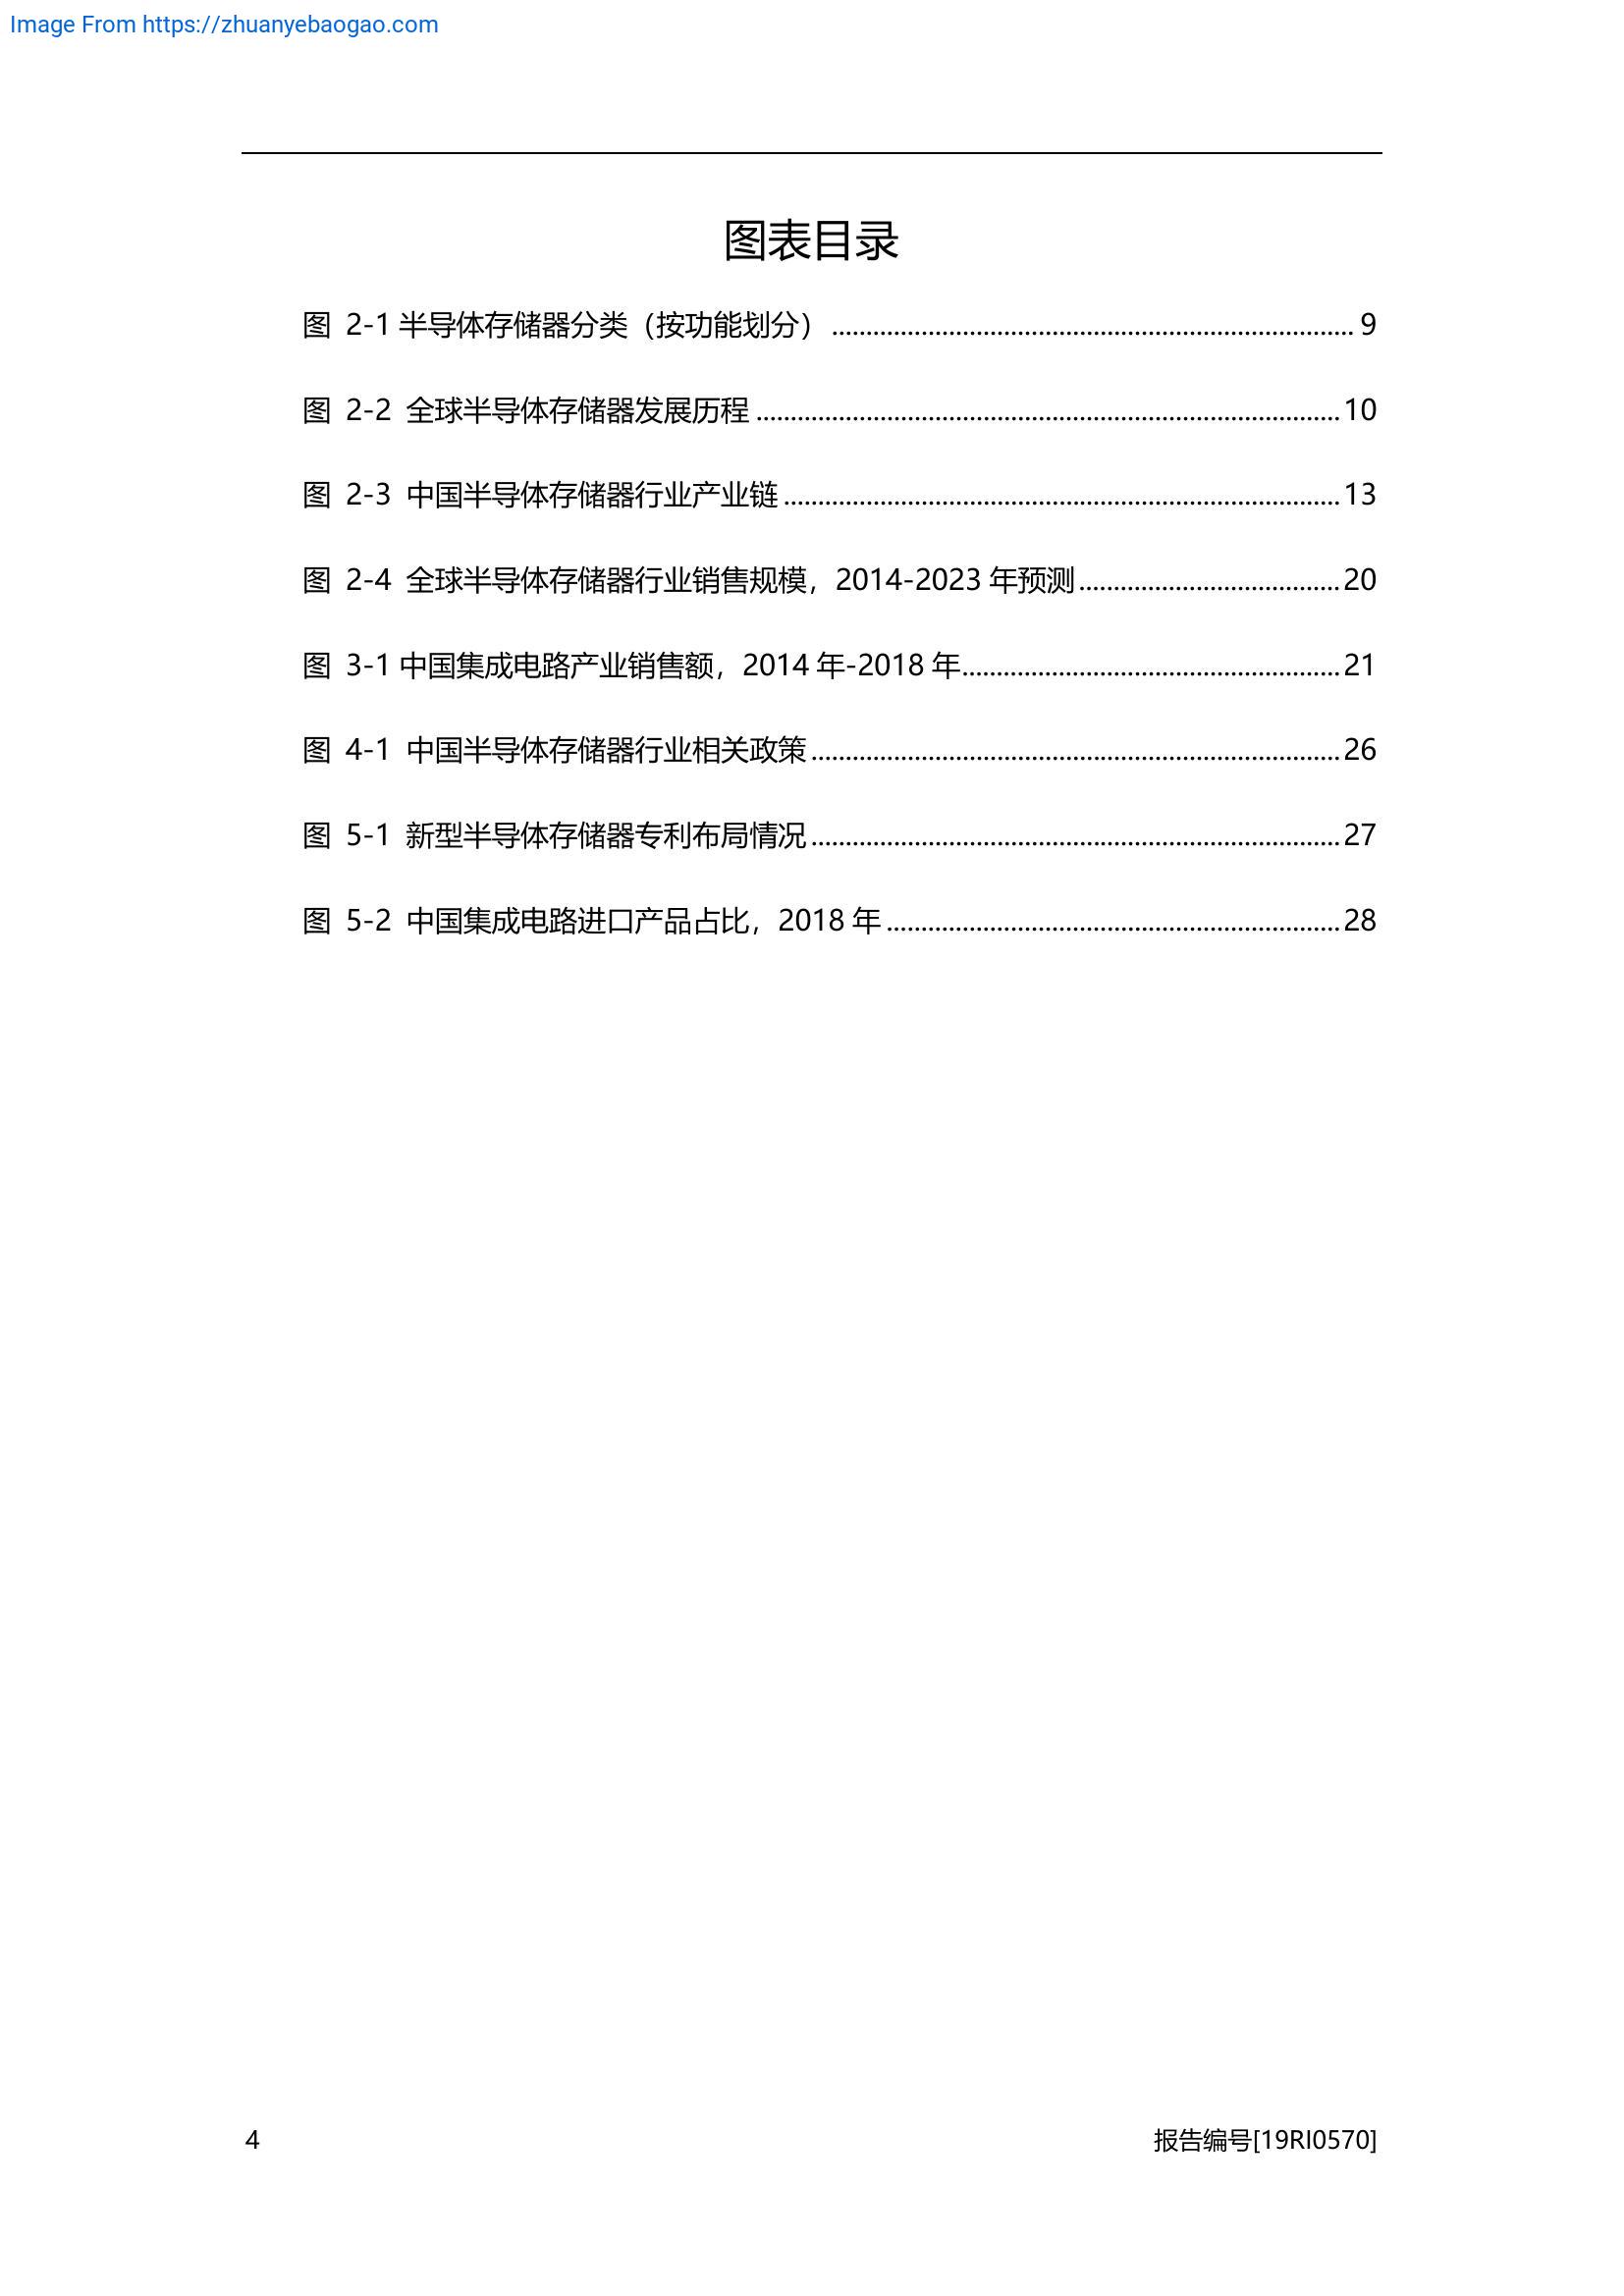 Image From https://zhuanyebaogao.com
图表目录
图 2-1 半导体存储器分类（按功能划分） ........................................................................... 9
图 2-2 全球半导体存储器发展历程 ..................................................................................... 10
图 2-3 中国半导体存储器行业产业链 ................................................................................. 13
图 2-4 全球半导体存储器行业销售规模，2014-2023 年预测 ...................................... 20
图 3-1 中国集成电路产业销售额，2014 年-2018 年....................................................... 21
图 4-1 中国半导体存储器行业相关政策 ............................................................................. 26
图 5-1 新型半导体存储器专利布局情况 ............................................................................. 27
图 5-2 中国集成电路进口产品占比，2018 年 .................................................................. 28
4
报告编号[19RI0570]